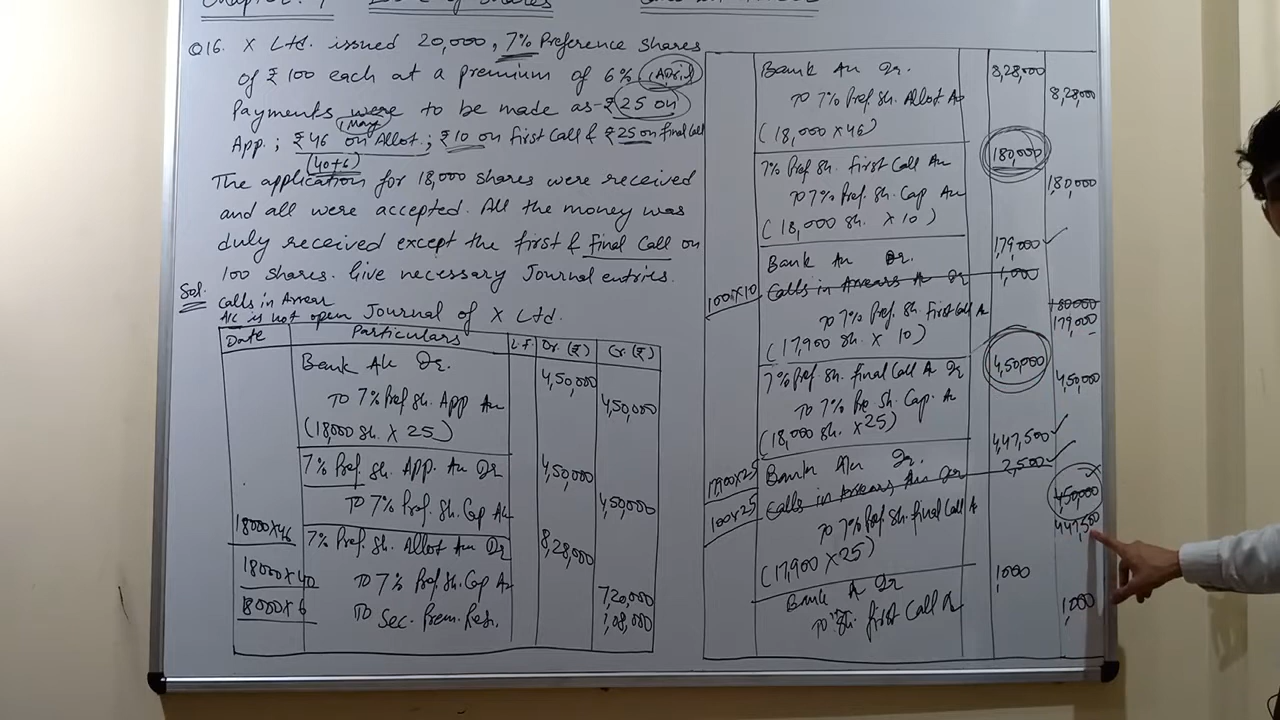 Q16. X Ltd. issued 20,000, 7% Preference Shares
of ₹100 each at a premium of 6% (April)
Payments were to be made as-₹25 on
(1 May)
App ; ₹46 on Allot. ; ₹10 on first Call & ₹25 on final Call
(40+6)
The application for 18,000 shares were received
and all were accepted. All the money was
duly received except the first & final Call on
100 shares. Give necessary Journal entries.
Sol.
Calls in Arrear
A/c is not open
Journal of X Ltd.
Date Particulars L.f. Dr.(₹) Cr.(₹)
Bank A/c Dr. 4,50,000
TO 7% Pref Sh. App A/c 4,50,000
(18000 Sh. X 25)
7% Pref. Sh. App. A/c Dr 4,50,000
TO 7% Pref. Sh. Cap A/c 4,50,000
18000X46 7% Pref. Sh. Allot A/c Dr 8,28,000
18000X40 TO 7% Pref Sh. Cap A/c 7,20,000
18000X6 TO Sec. Prem. Res. 1,08,000
Bank A/c Dr. 8,28,000
TO 7% Pref. Sh. Allot A/c 8,28,000
(18,000 X 46)
7% Pref Sh. first Call A/c 180,000
TO 7% Pref. Sh. Cap A/c 1,80,000
(18,000 Sh. X 10)
Bank A/c Dr. 1,79,000
100X10 Calls in Arrears A/c Dr 1,000
TO 7% Pref. Sh. first Call A/c 180000
179,000
(17,900 Sh. X 10)
7% Pref Sh. final Call A/c Dr 4,50,000
TO 7% Pre Sh. Cap. A/c 4,50,000
(18,000 Sh. X 25)
17,900X25 Bank A/c Dr. 4,47,500
100X25 Calls in Arrears A/c Dr 2,500
TO 7% Pref. Sh. final Call A/c 450000
447,500
(17,900 X 25)
Bank A/c Dr 1,000
TO Sh. first Call A/c 1,000